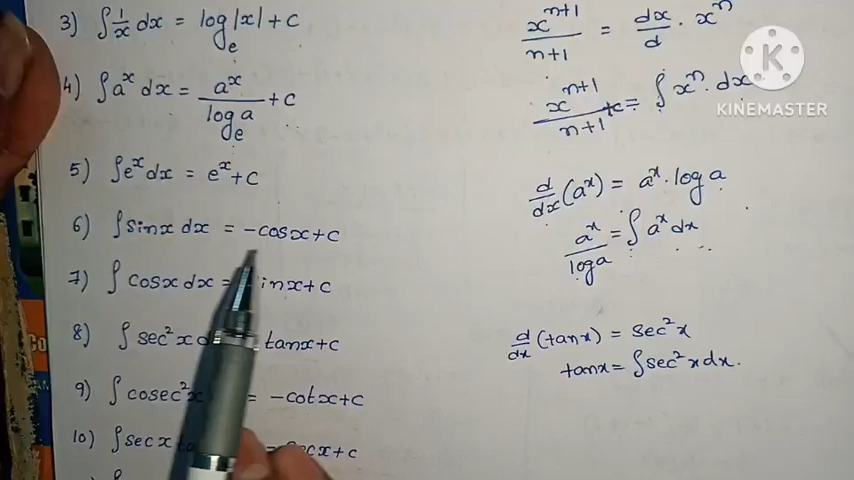 3) ∫ 1/x dx = log_e |x| + c
4) ∫ a^x dx = a^x / log_e a + c
5) ∫e^x dx = e^x + c
6) ∫ sinx dx = -cosx + c
7) ∫ cosx dx = inx + c
8) ∫ sec²x d tanx + c
9) ∫ cosec²x = -cotx + c
10) ∫ sec x = secx + c
x^(n+1) / n+1 = dx/d . x^n
x^(n+1) / n+1 + c = ∫ x^n . dx
d/dx (a^x) = a^x . log a
a^x / log a = ∫ a^x dx
d/dx (tanx) = sec²x
tanx = ∫ sec²x dx.
K
KINEMASTER